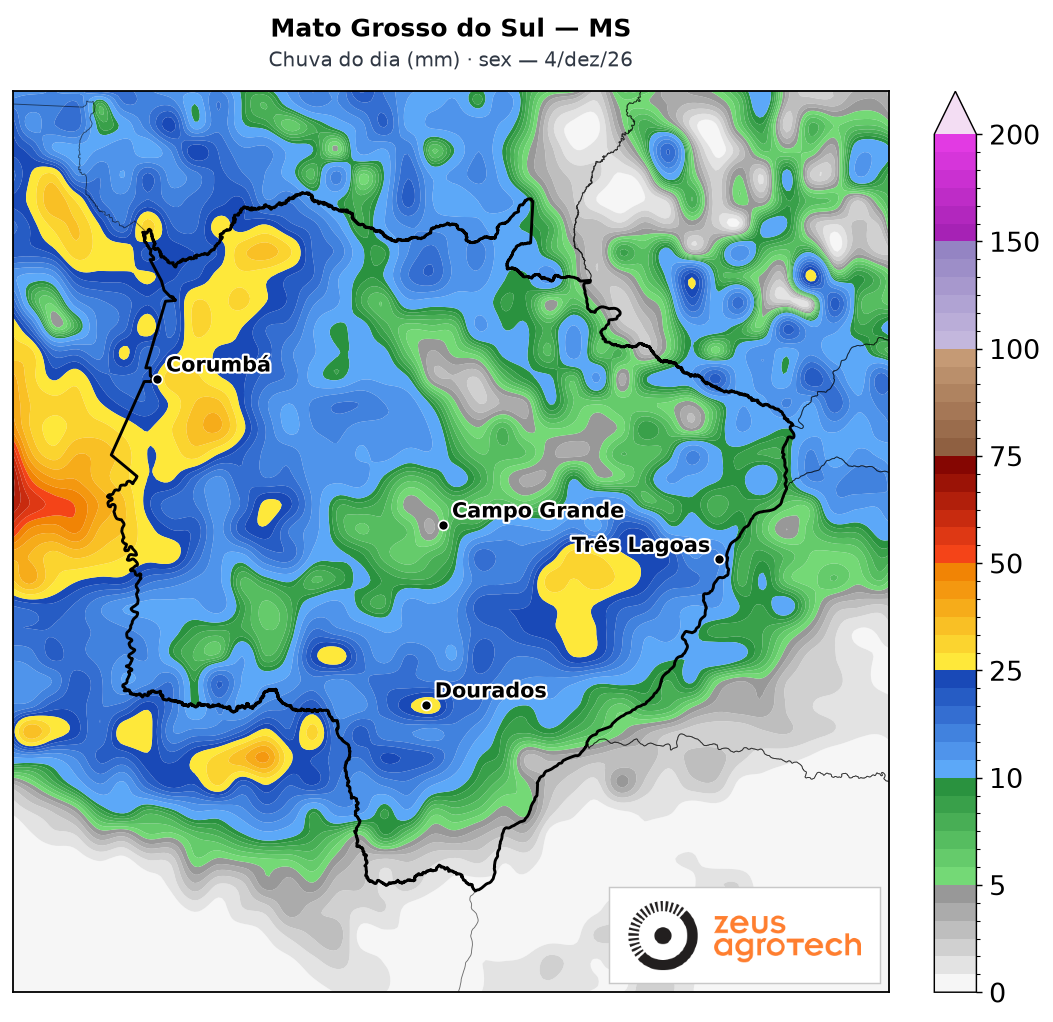 Mato Grosso do Sul — MS
Chuva do dia (mm) · sex — 4/dez/26
200
150
100
75
50
25
10
5
0
Corumbá
Campo Grande
Três Lagoas
Dourados
zeus
agrotech